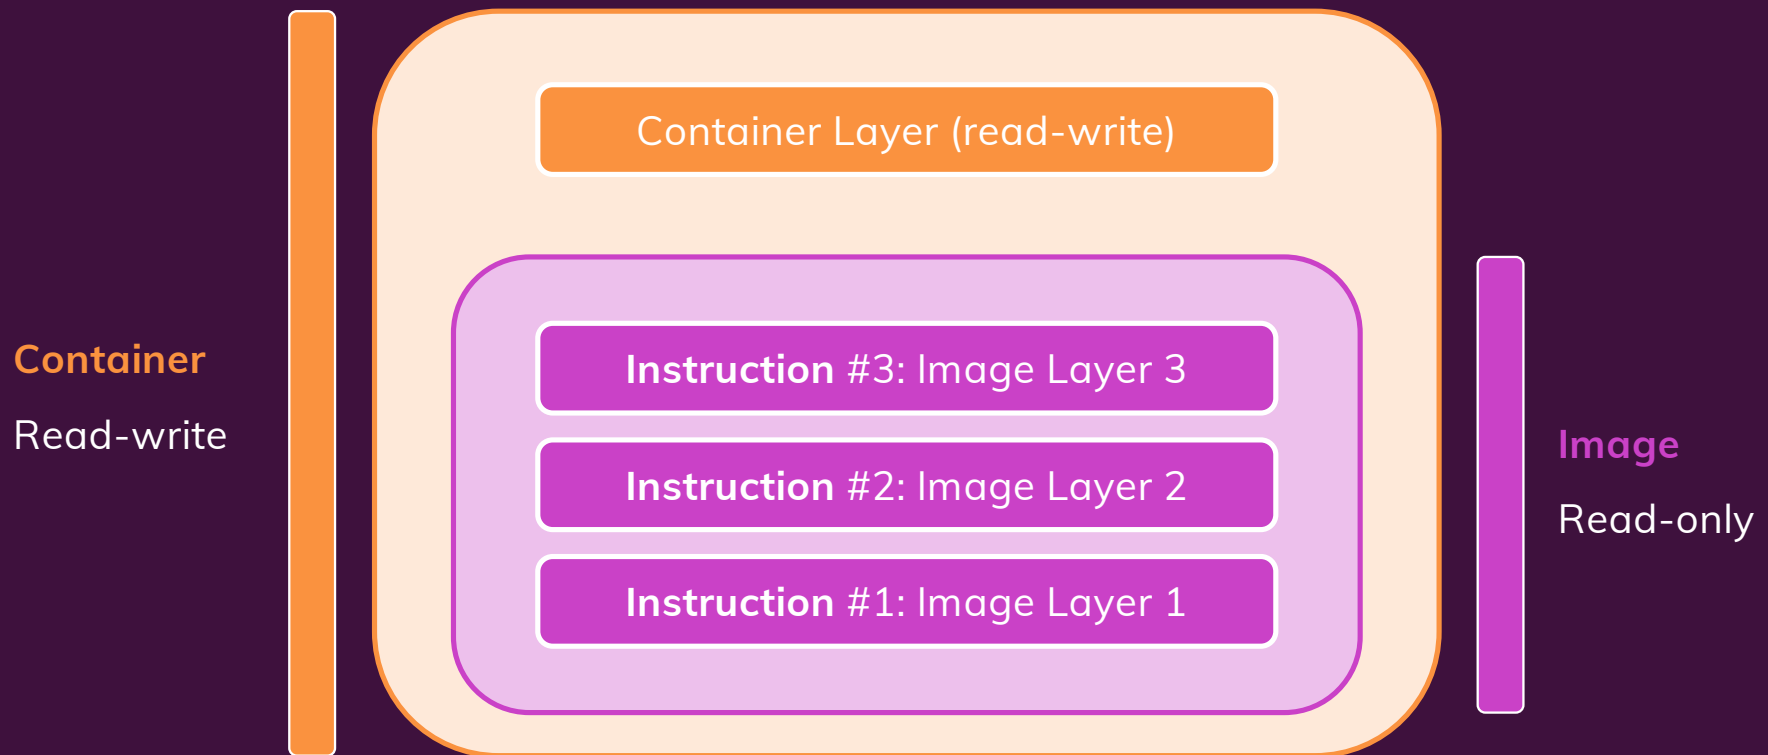 Container Layer (read-write)
Container
Read-write
Instruction #3: Image Layer 3
Instruction #2: Image Layer 2
Instruction #1: Image Layer 1
Image
Read-only